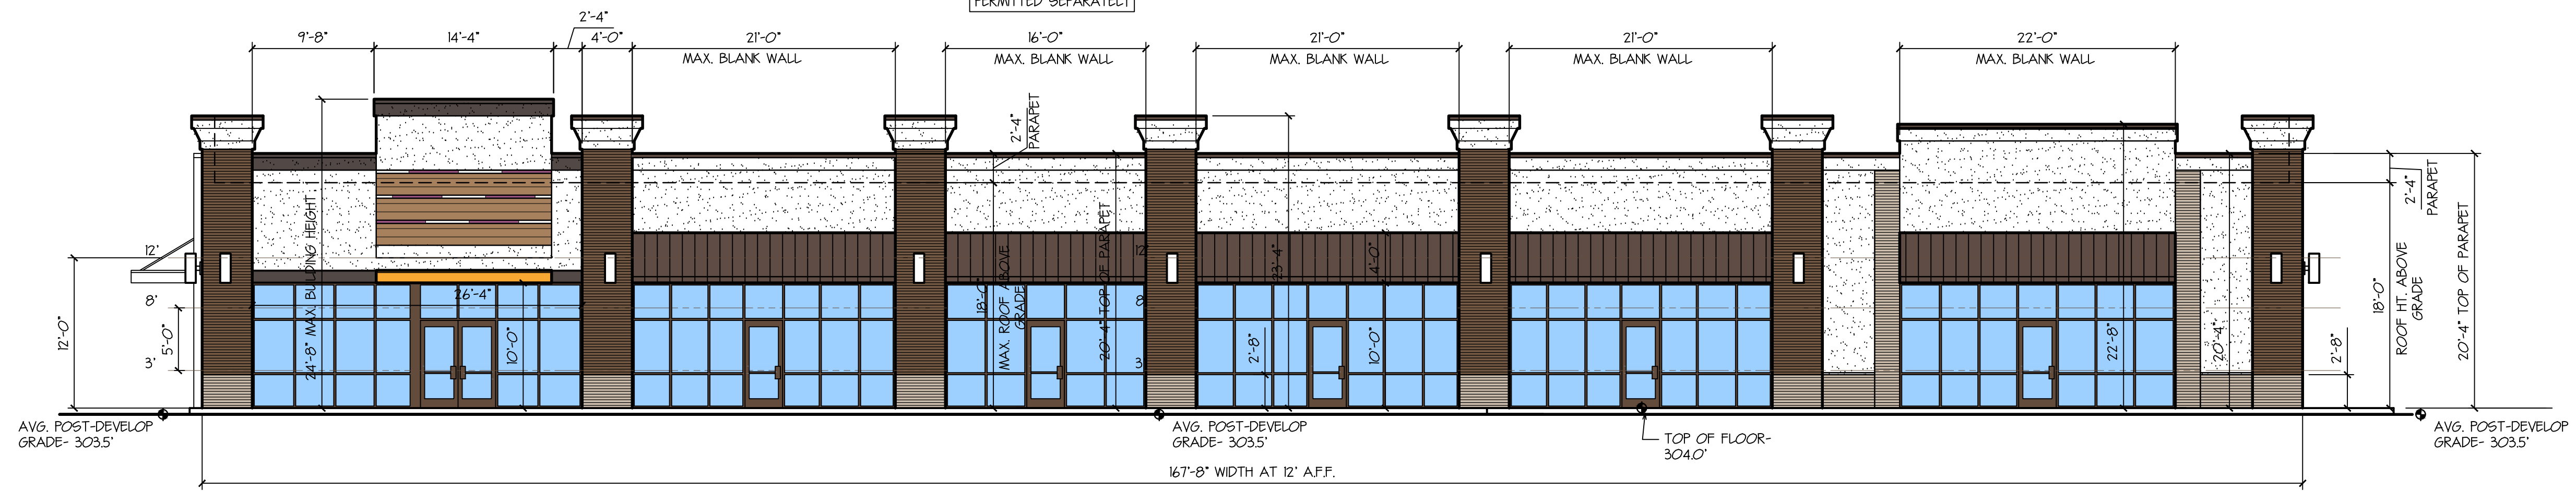 PERMITTED SEPARATELY
2'-4"
9'-8"
14'-4"
4'-0"
21'-0"
MAX. BLANK WALL
16'-0"
MAX. BLANK WALL
21'-0"
MAX. BLANK WALL
21'-0"
MAX. BLANK WALL
22'-0"
MAX. BLANK WALL
2'-4"
PARAPET
24'-8" MAX. BUILDING HEIGHT
18'-0"
MAX. ROOF ABOVE
GRADE
20'-4" TOP OF PARAPET
23'-4"
4'-0"
12'
8'
3'
12'-0"
5'-0"
26'-4"
10'-0"
12'
8'
3'
2'-8"
10'-0"
22'-8"
20'-4"
2'-8"
2'-4"
PARAPET
18'-0"
ROOF HT. ABOVE
GRADE
20'-4" TOP OF PARAPET
AVG. POST-DEVELOP
GRADE- 303.5'
AVG. POST-DEVELOP
GRADE- 303.5'
TOP OF FLOOR-
304.0'
AVG. POST-DEVELOP
GRADE- 303.5'
167'-8" WIDTH AT 12' A.F.F.